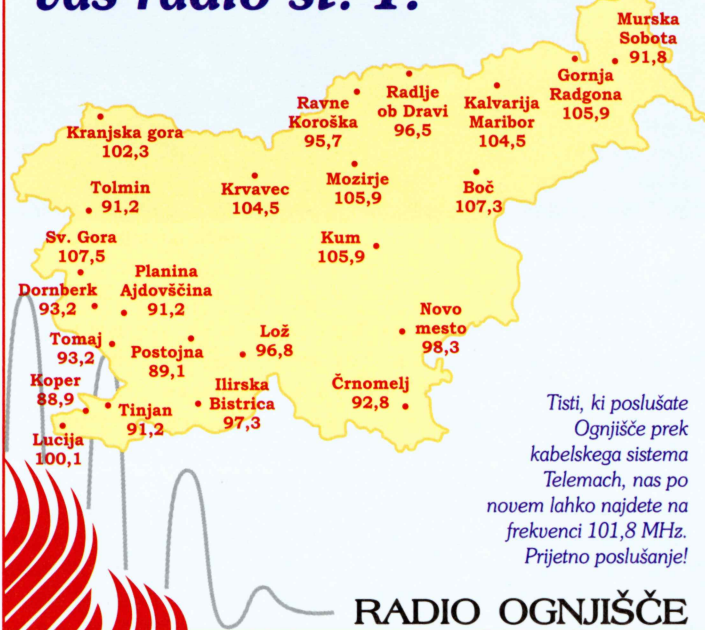 vaš radio št. 1!
Murska
Sobota
91,8
Gornja
Radgona
105,9
Kalvarija
Maribor
104,5
Radlje
ob Dravi
96,5
Ravne
Koroška
95,7
Kranjska gora
102,3
Tolmin
91,2
Krvavec
104,5
Mozirje
105,9
Boč
107,3
Sv. Gora
107,5
Kum
105,9
Planina
Ajdovščina
91,2
Dornberk
93,2
Novo
mesto
98,3
Tomaj
93,2
Postojna
89,1
Lož
96,8
Koper
88,9
Tinjan
91,2
Ilirska
Bistrica
97,3
Črnomelj
92,8
Lucija
100,1
Tisti, ki poslušate
Ognjišče prek
kabelskega sistema
Telemach, nas po
novem lahko najdete na
frekvenci 101,8 MHz.
Prijetno poslušanje!
RADIO OGNJIŠČE